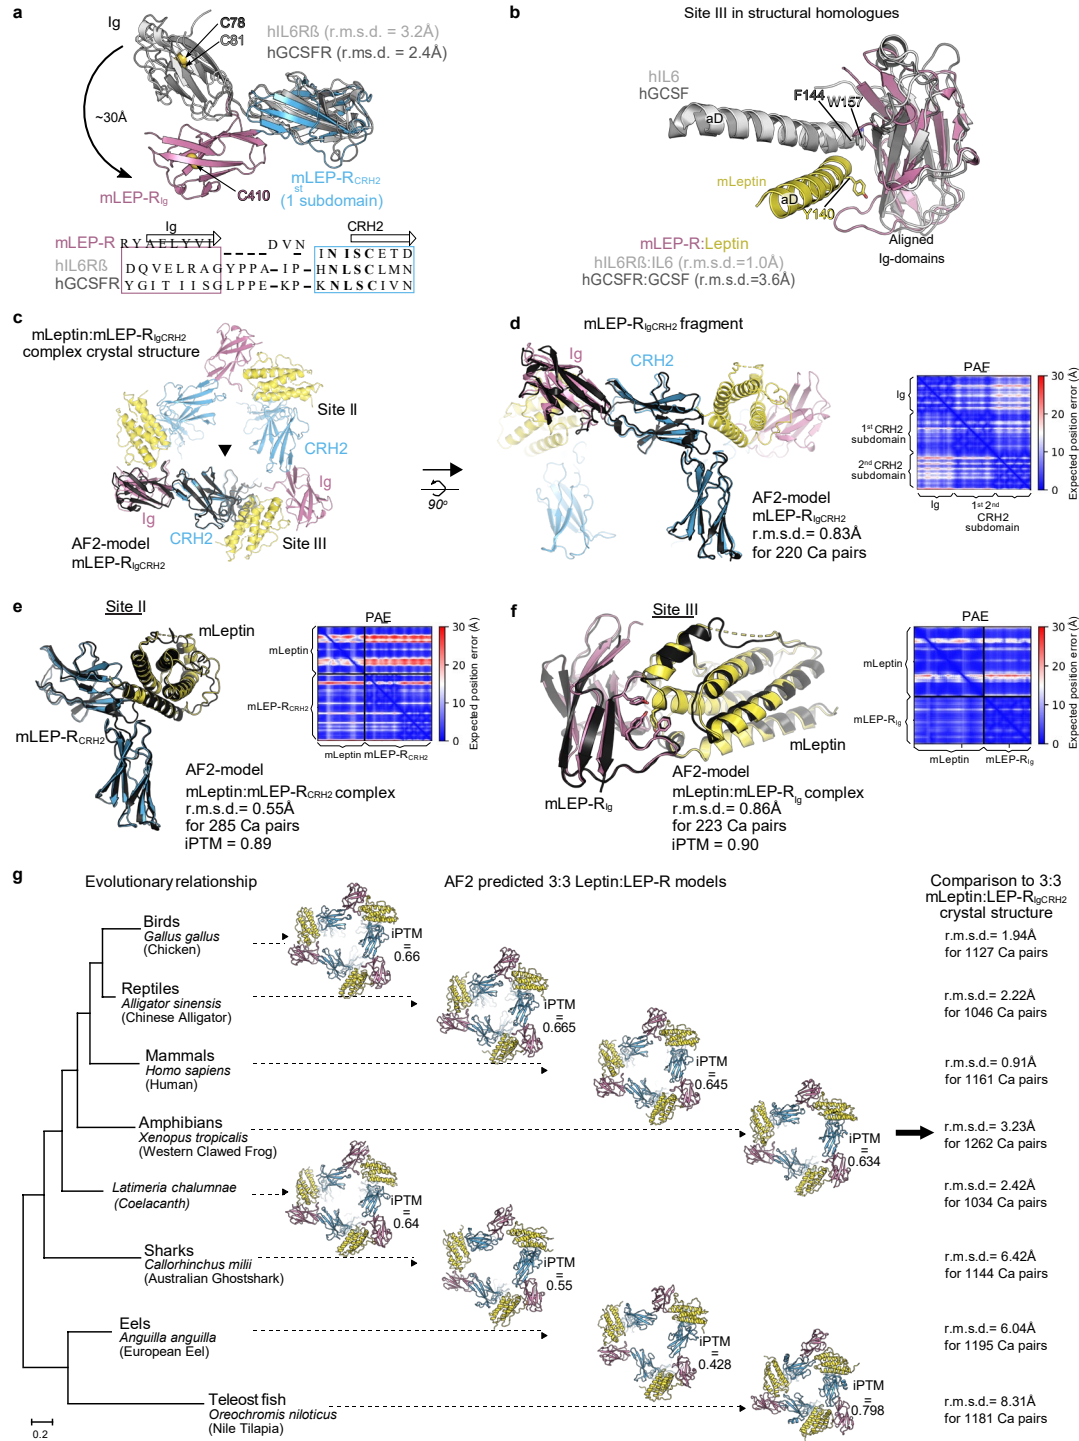 a
Ig
C78
C81
hIL6Rß (r.m.s.d. = 3.2Å)
hGCSFR (r.ms.d. = 2.4Å)
~30Å
mLEP-RIg
C410
mLEP-RCRH2
(1st subdomain)
Ig
CRH2
mLEP-R RYAELYVI – – – DVN – – INISCETD
hIL6Rß DQVELRAGYPPA–IP–HNLSCLMN
hGCSFR YGITIISGLPPE–KP–KNLSCIVN
b
Site III in structural homologues
hIL6
hGCSF
F144
W157
aD
mLeptin
aD
Y140
mLEP-R:Leptin
hIL6Rß:IL6 (r.m.s.d.=1.0Å)
hGCSFR:GCSF (r.m.s.d.=3.6Å)
Aligned
Ig-domains
c
mLeptin:mLEP-RIgCRH2
complex crystal structure
Ig
Site II
CRH2
Ig
Ig
CRH2
Site III
AF2-model
mLEP-RIgCRH2
90º
d
mLEP-RIgCRH2 fragment
Ig
CRH2
AF2-model
mLEP-RIgCRH2
r.m.s.d.= 0.83Å
for 220 Ca pairs
PAE
Ig
1st CRH2
subdomain
2nd CRH2
subdomain
Ig
1st 2nd
CRH2
subdomain
30
20
10
0
Expected position error (Å)
e
Site II
mLeptin
mLEP-RCRH2
AF2-model
mLeptin:mLEP-RCRH2 complex
r.m.s.d.= 0.55Å
for 285 Ca pairs
iPTM = 0.89
PAE
mLeptin
mLEP-RCRH2
mLeptin mLEP-RCRH2
30
20
10
0
Expected position error (Å)
f
Site III
mLeptin
mLEP-RIg
AF2-model
mLeptin:mLEP-RIg complex
r.m.s.d.= 0.86Å
for 223 Ca pairs
iPTM = 0.90
PAE
mLeptin
mLEP-RIg
mLeptin mLEP-RIg
30
20
10
0
Expected position error (Å)
g
Evolutionary relationship
AF2 predicted 3:3 Leptin:LEP-R models
Comparison to 3:3
mLeptin:LEP-RIgCRH2
crystal structure
Birds
Gallus gallus
(Chicken)
iPTM
=
0.66
r.m.s.d.= 1.94Å
for 1127 Ca pairs
Reptiles
Alligator sinensis
(Chinese Alligator)
iPTM
=
0.665
r.m.s.d.= 2.22Å
for 1046 Ca pairs
Mammals
Homo sapiens
(Human)
iPTM
=
0.645
r.m.s.d.= 0.91Å
for 1161 Ca pairs
Amphibians
Xenopus tropicalis
(Western Clawed Frog)
iPTM
=
0.634
r.m.s.d.= 3.23Å
for 1262 Ca pairs
Latimeria chalumnae
(Coelacanth)
iPTM
=
0.64
r.m.s.d.= 2.42Å
for 1034 Ca pairs
Sharks
Callorhinchus milii
(Australian Ghostshark)
iPTM
=
0.55
r.m.s.d.= 6.42Å
for 1144 Ca pairs
Eels
Anguilla anguilla
(European Eel)
iPTM
=
0.428
r.m.s.d.= 6.04Å
for 1195 Ca pairs
Teleost fish
Oreochromis niloticus
(Nile Tilapia)
iPTM
=
0.798
r.m.s.d.= 8.31Å
for 1181 Ca pairs
0.2